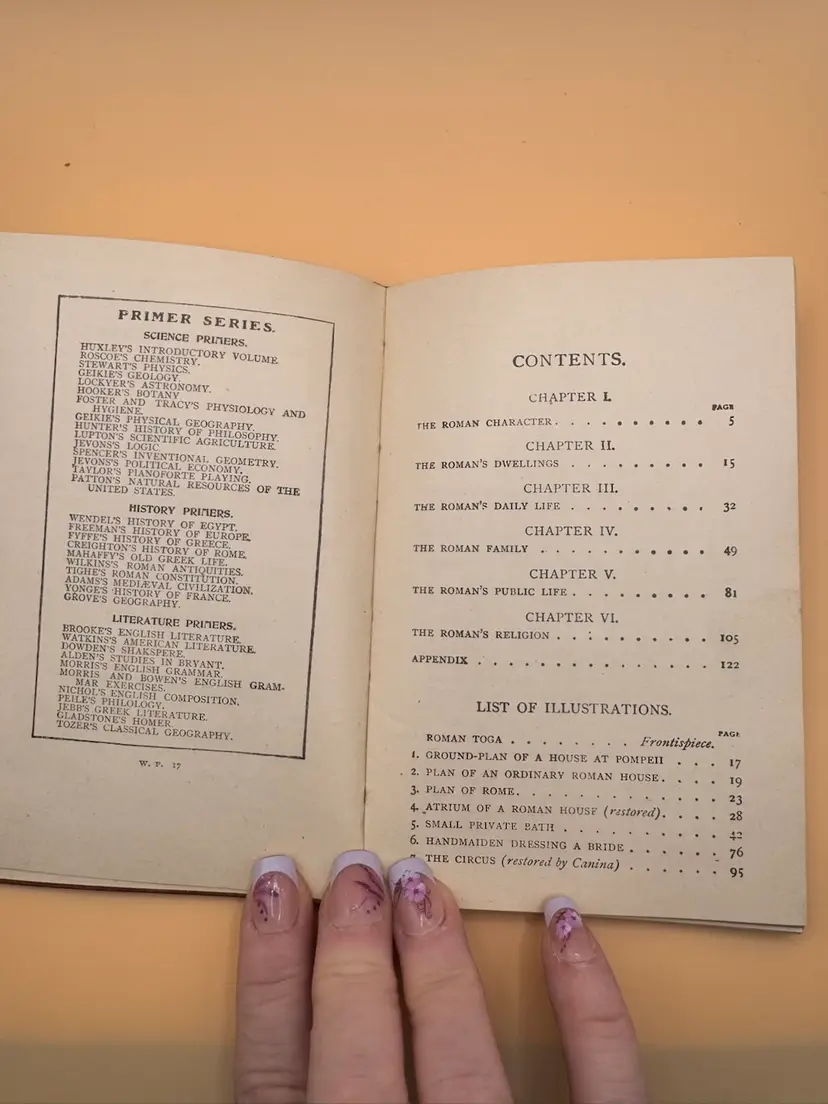 PRIMER SERIES.
SCIENCE PRIMERS.
HUXLEY'S INTRODUCTORY VOLUME.
ROSCOE'S CHEMISTRY.
STEWART'S PHYSICS.
GEIKIE'S GEOLOGY.
LOCKYER'S ASTRONOMY.
HOOKER'S BOTANY
FOSTER AND TRACY'S PHYSIOLOGY AND
HYGIENE.
GEIKIE'S PHYSICAL GEOGRAPHY.
HUNTER'S HISTORY OF PHILOSOPHY.
LUPTON'S SCIENTIFIC AGRICULTURE.
JEVONS'S LOGIC.
SPENCER'S INVENTIONAL GEOMETRY.
JEVONS'S POLITICAL ECONOMY.
TAYLOR'S PIANOFORTE PLAYING.
PATTON'S NATURAL RESOURCES OF THE
UNITED STATES.
HISTORY PRIMERS.
WENDEL'S HISTORY OF EGYPT.
FREEMAN'S HISTORY OF EUROPE.
FYFFE'S HISTORY OF GREECE.
CREIGHTON'S HISTORY OF ROME.
MAHAFFY'S OLD GREEK LIFE.
WILKINS'S ROMAN ANTIQUITIES.
TIGHE'S ROMAN CONSTITUTION.
ADAMS'S MEDIÆVAL CIVILIZATION.
YONGE'S HISTORY OF FRANCE.
GROVE'S GEOGRAPHY.
LITERATURE PRIMERS.
BROOKE'S ENGLISH LITERATURE.
WATKINS'S AMERICAN LITERATURE.
DOWDEN'S SHAKSPERE.
ALDEN'S STUDIES IN BRYANT.
MORRIS'S ENGLISH GRAMMAR.
MORRIS AND BOWEN'S ENGLISH GRAM-
MAR EXERCISES.
NICHOL'S ENGLISH COMPOSITION.
PEILE'S PHILOLOGY.
JEBB'S GREEK LITERATURE.
GLADSTONE'S HOMER.
TOZER'S CLASSICAL GEOGRAPHY.
W. P. 17
CONTENTS.
CHAPTER I.
PAGE
THE ROMAN CHARACTER. . . . . . . . . . 5
CHAPTER II.
THE ROMAN'S DWELLINGS . . . . . . . . . 15
CHAPTER III.
THE ROMAN'S DAILY LIFE . . . . . . . . . 32
CHAPTER IV.
THE ROMAN FAMILY . . . . . . . . . . . 49
CHAPTER V.
THE ROMAN'S PUBLIC LIFE . . . . . . . . . 81
CHAPTER VI.
THE ROMAN'S RELIGION . . . . . . . . . . 105
APPENDIX . . . . . . . . . . . . . . . 122
LIST OF ILLUSTRATIONS.
PAGE
ROMAN TOGA . . . . . . . . Frontispiece.
1. GROUND-PLAN OF A HOUSE AT POMPEII . . . 17
2. PLAN OF AN ORDINARY ROMAN HOUSE. . . . 19
3. PLAN OF ROME. . . . . . . . . . . . 23
4. ATRIUM OF A ROMAN HOUSE (restored). . . . 28
5. SMALL PRIVATE BATH . . . . . . . . . 42
6. HANDMAIDEN DRESSING A BRIDE . . . . . . 76
7. THE CIRCUS (restored by Canina) . . . . . . 95